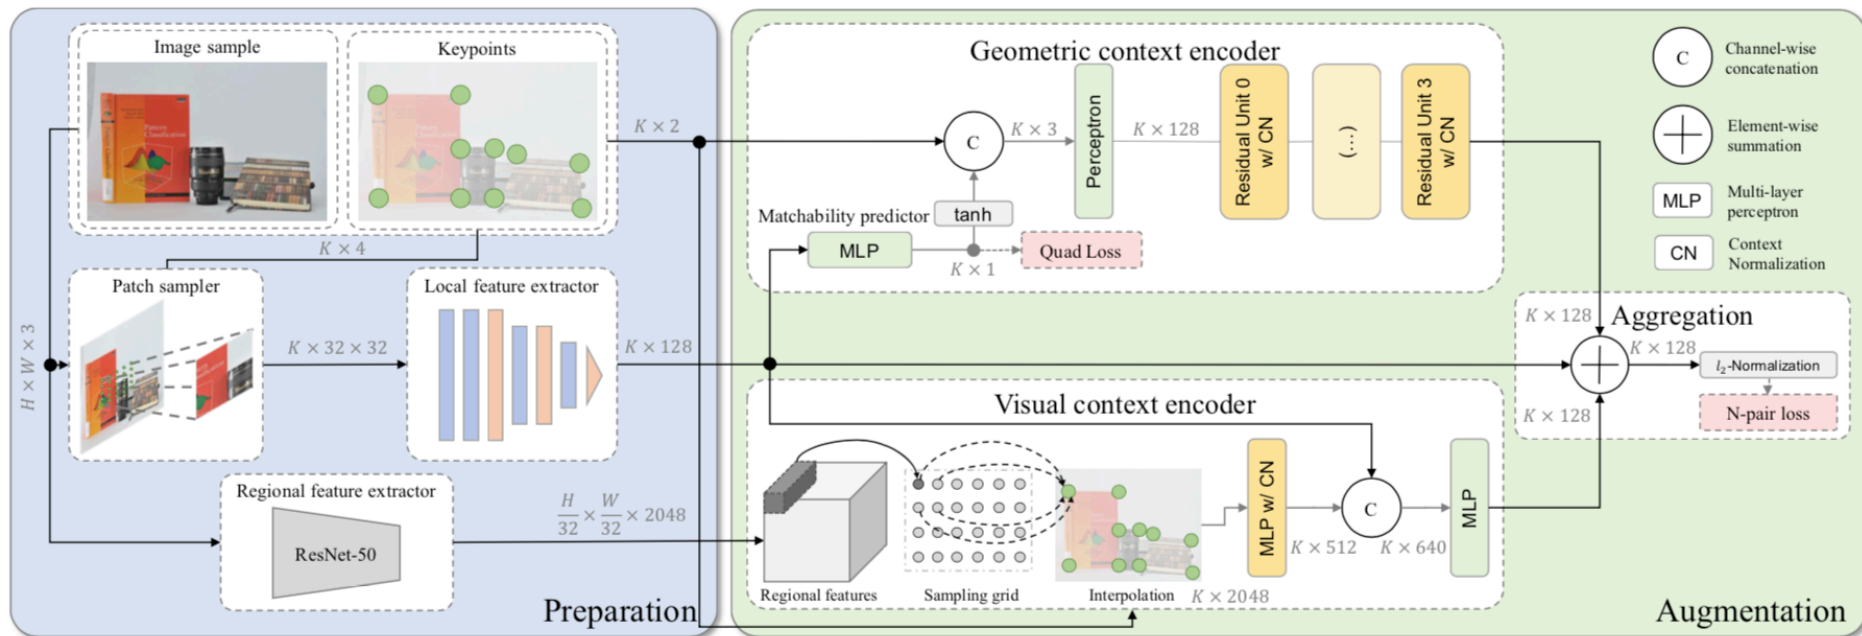 Image sample
Keypoints
K × 2
K × 4
H × W × 3
Patch sampler
K × 32 × 32
Local feature extractor
K × 128
Regional feature extractor
ResNet-50
H/32 × W/32 × 2048
Preparation
Geometric context encoder
C
K × 3
Perceptron
K × 128
Residual Unit 0
w/ CN
(...)
Residual Unit 3
w/ CN
Matchability predictor
tanh
MLP
K × 1
Quad Loss
Visual context encoder
Regional features
Sampling grid
Interpolation
K × 2048
MLP w/ CN
K × 512
C
K × 640
MLP
C
Channel-wise
concatenation
Element-wise
summation
MLP
Multi-layer
perceptron
CN
Context
Normalization
K × 128
Aggregation
K × 128
l2-Normalization
K × 128
N-pair loss
Augmentation